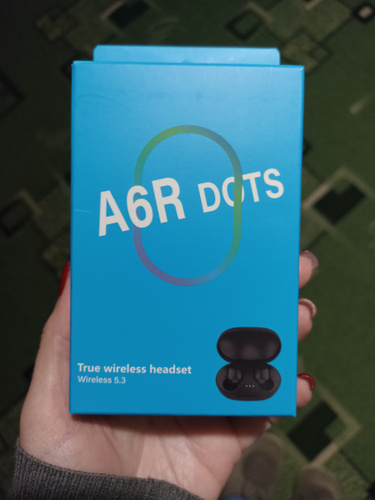 A6R DOTS
True wireless headset
Wireless 5.3